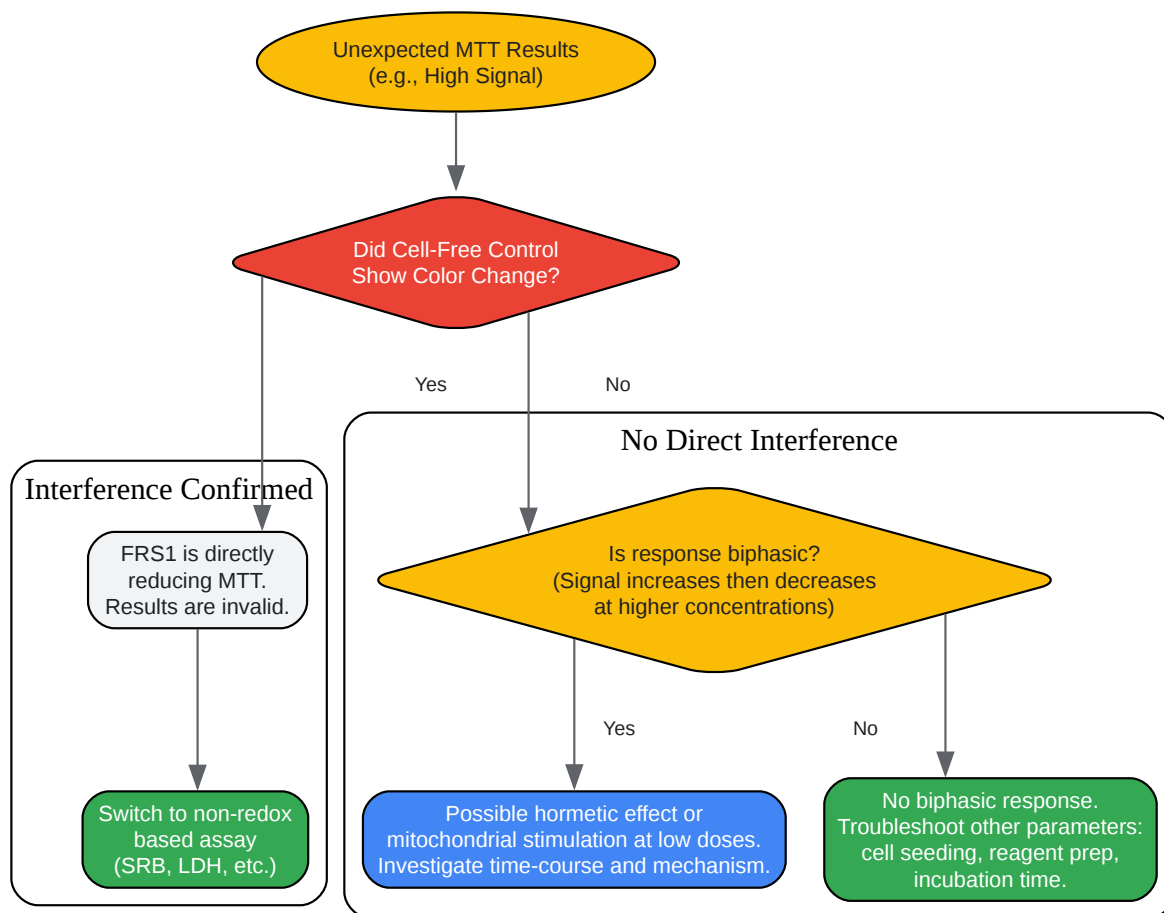 Unexpected MTT Results
(e.g., High Signal)
Did Cell-Free Control
Show Color Change?
Yes
No
No Direct Interference
Interference Confirmed
FRS1 is directly
reducing MTT.
Results are invalid.
Is response biphasic?
(Signal increases then decreases
at higher concentrations)
Yes
No
Switch to non-redox
based assay
(SRB, LDH, etc.)
Possible hormetic effect or
mitochondrial stimulation at low doses.
Investigate time-course and mechanism.
No biphasic response.
Troubleshoot other parameters:
cell seeding, reagent prep,
incubation time.